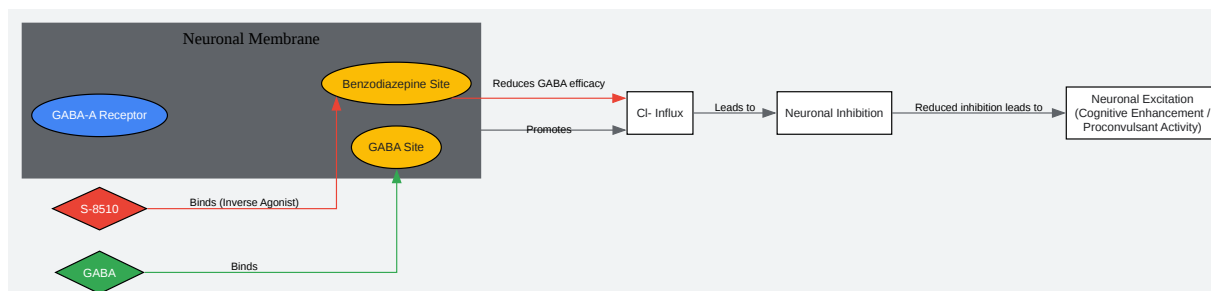 Neuronal Membrane
Benzodiazepine Site
GABA-A Receptor
GABA Site
Reduces GABA efficacy
Promotes
Cl- Influx
Leads to
Neuronal Inhibition
Reduced inhibition leads to
Neuronal Excitation
(Cognitive Enhancement /
Proconvulsant Activity)
S-8510
Binds (Inverse Agonist)
GABA
Binds